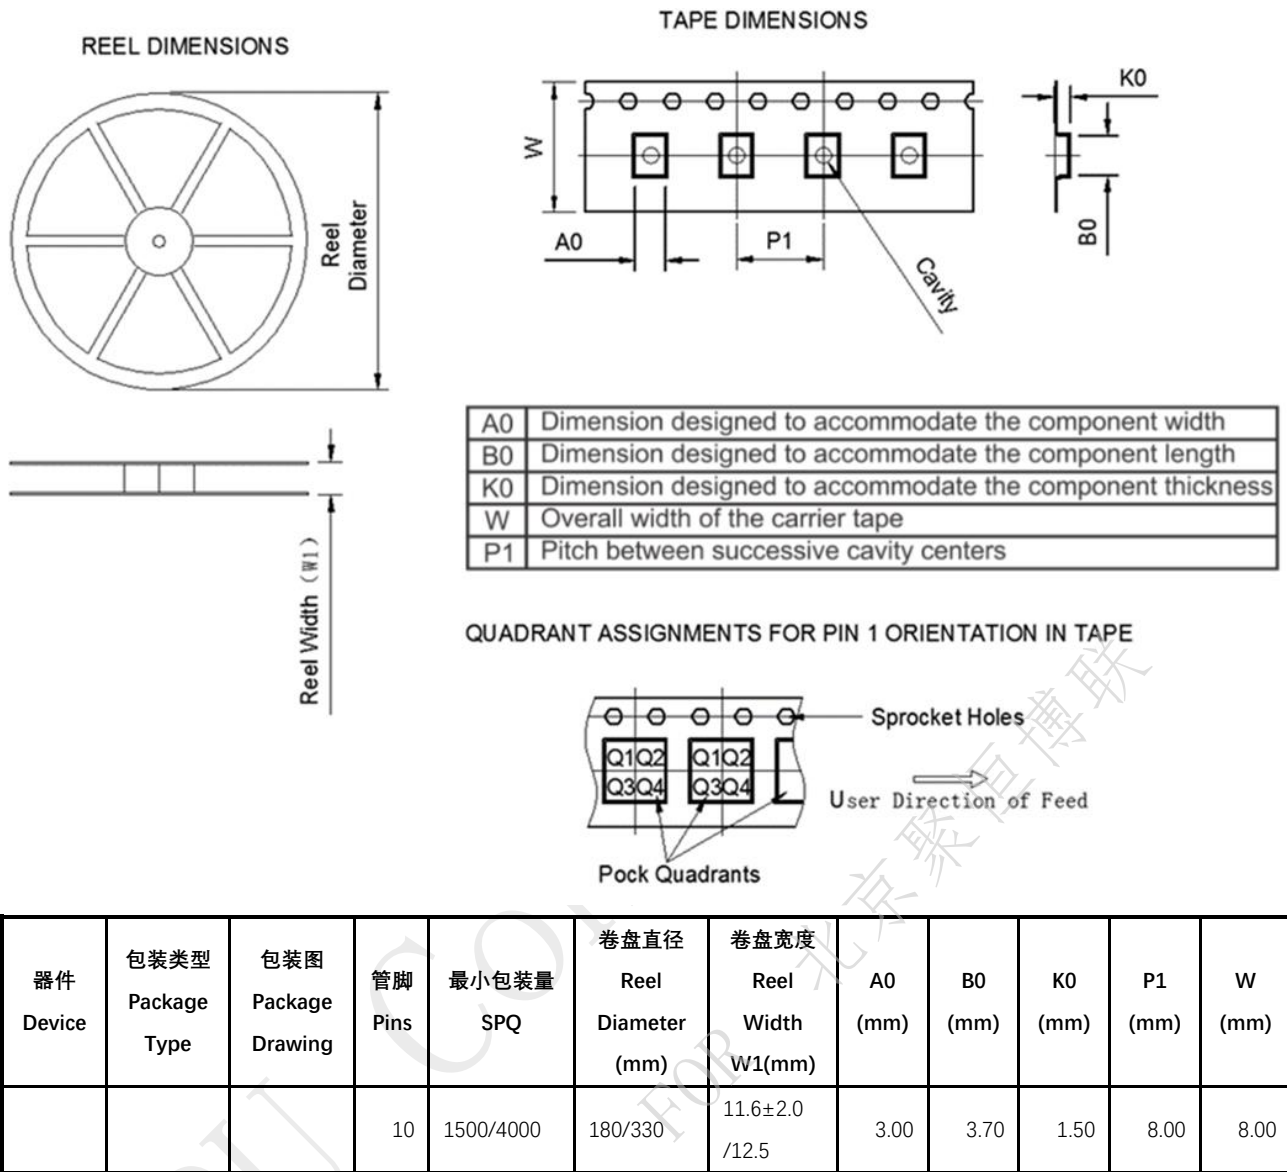 REEL DIMENSIONS
Reel
Diameter
Reel Width (W1)
TAPE DIMENSIONS
W
A0
P1
Cavity
K0
B0
A0 Dimension designed to accommodate the component width
B0 Dimension designed to accommodate the component length
K0 Dimension designed to accommodate the component thickness
W Overall width of the carrier tape
P1 Pitch between successive cavity centers
QUADRANT ASSIGNMENTS FOR PIN 1 ORIENTATION IN TAPE
Sprocket Holes
Q1 Q2 Q1 Q2
Q3 Q4 Q3 Q4
User Direction of Feed
Pock Quadrants
器件 Device
包装类型 Package Type
包装图 Package Drawing
管脚 Pins
最小包装量 SPQ
卷盘直径 Reel Diameter (mm)
卷盘宽度 Reel Width W1(mm)
A0 (mm)
B0 (mm)
K0 (mm)
P1 (mm)
W (mm)
10 1500/4000 180/330 11.6±2.0 /12.5 3.00 3.70 1.50 8.00 8.00
FOR
北京聚恒博联